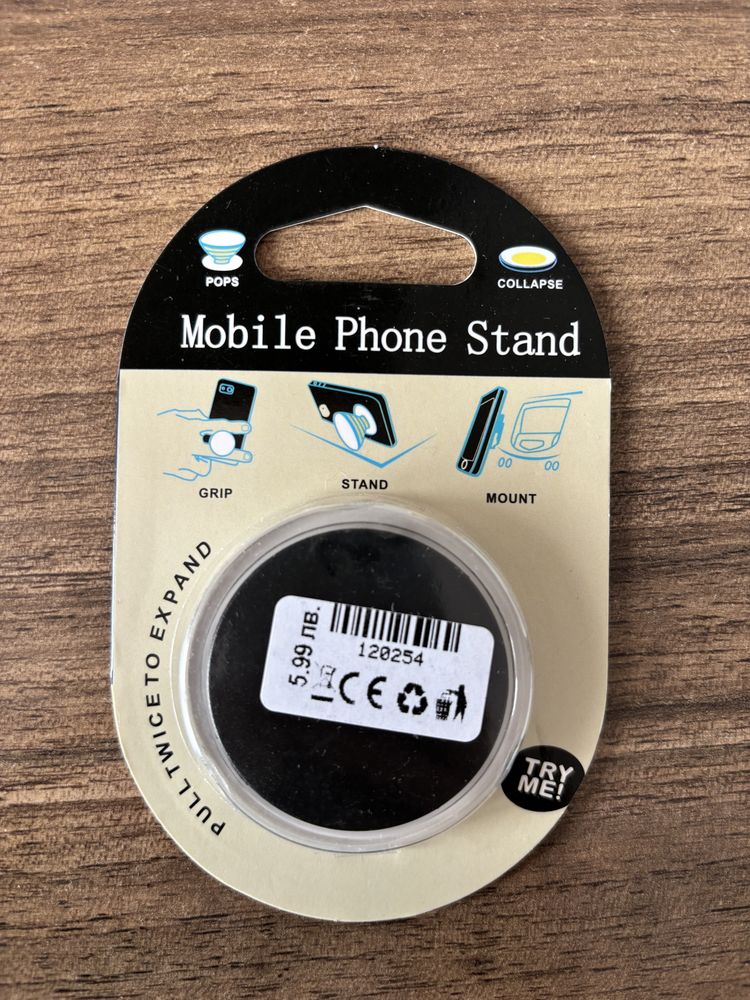 POPS
COLLAPSE
Mobile Phone Stand
GRIP
STAND
MOUNT
PULL TWICE TO EXPAND
5.99 лв.
120254
CE
TRY
ME!